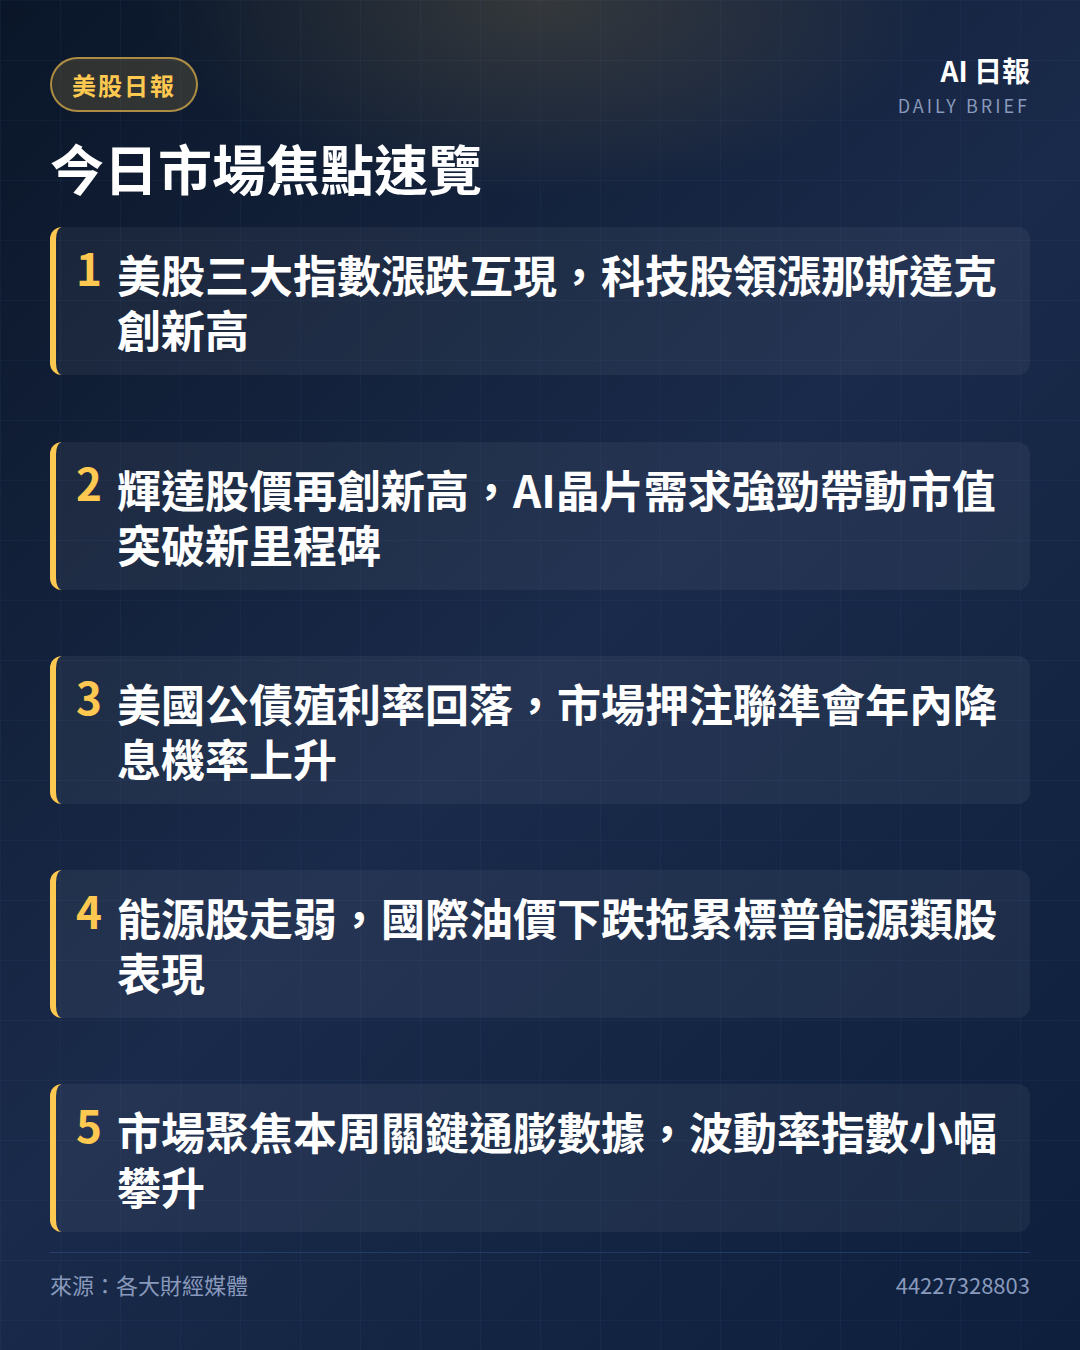 美股日報
AI 日報
DAILY BRIEF
今日市場焦點速覽
1 美股三大指數漲跌互現，科技股領漲那斯達克
創新高
2 輝達股價再創新高，AI晶片需求強勁帶動市值
突破新里程碑
3 美國公債殖利率回落，市場押注聯準會年內降
息機率上升
4 能源股走弱，國際油價下跌拖累標普能源類股
表現
5 市場聚焦本周關鍵通膨數據，波動率指數小幅
攀升
來源：各大財經媒體
44227328803